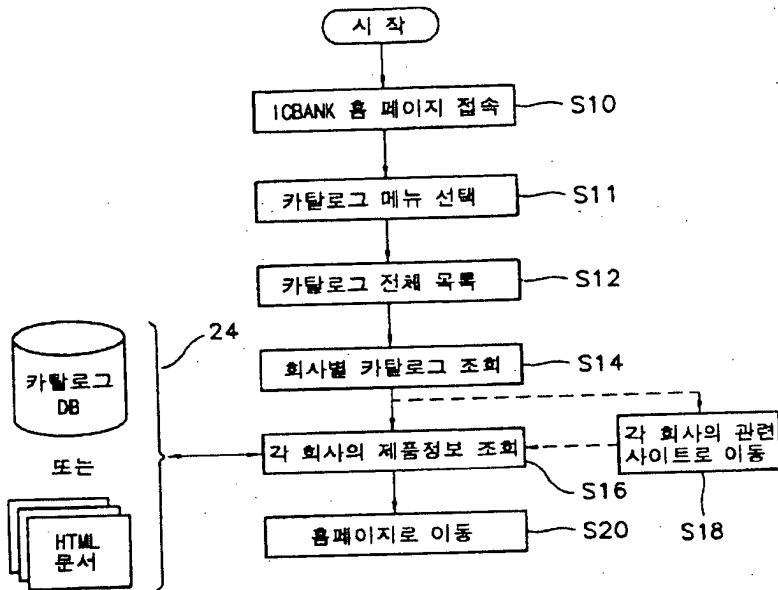 시 작
ICBANK 홈 페이지 접속
S10
카탈로그 메뉴 선택
S11
카탈로그 전체 목록
S12
24
카탈로그
DB
또는
HTML
문서
회사별 카탈로그 조회
S14
각 회사의 제품정보 조회
S16
각 회사의 관련
사이트로 이동
S18
홈페이지로 이동
S20